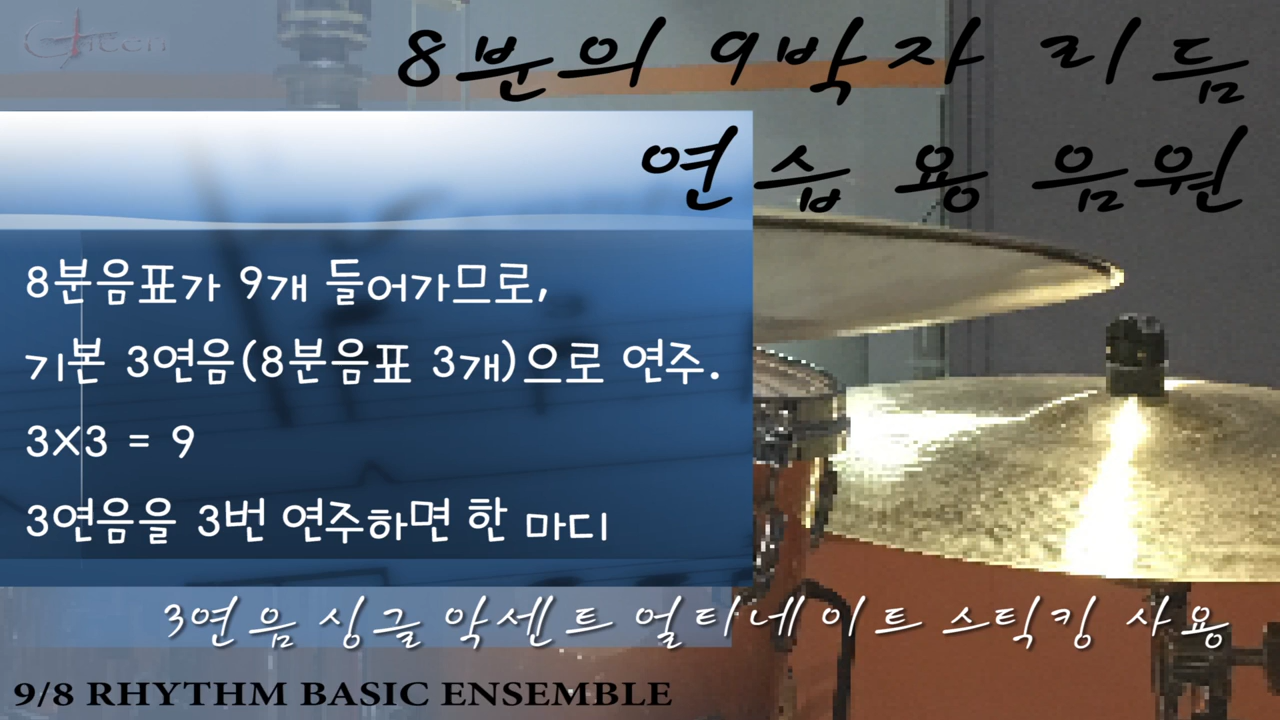 8분의 9박자 리듬
연습용 음원
8분음표가 9개 들어가므로,
기본 3연음(8분음표 3개)으로 연주.
3X3 = 9
3연음을 3번 연주하면 한 마디
3연음 싱글 악센트 얼타네이트 스틱킹 사용
9/8 RHYTHM BASIC ENSEMBLE